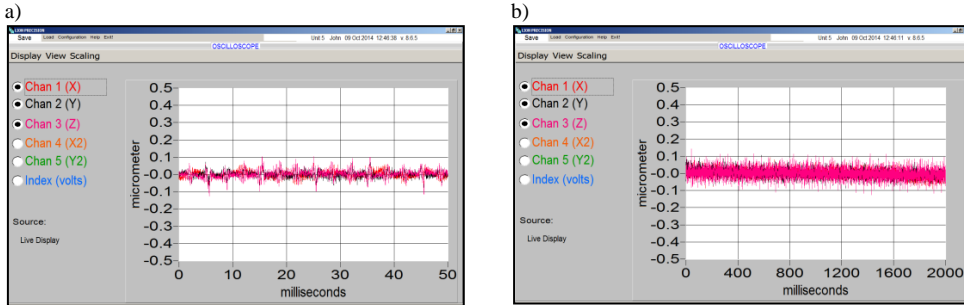 a)
LION PRECISION
Save Load Configuration Help Exit! Unit 5 John 09 Oct 2014 12:46:38 v 8.6.5
OSCILLOSCOPE
Display View Scaling
Chan 1 (X)
Chan 2 (Y)
Chan 3 (Z)
Chan 4 (X2)
Chan 5 (Y2)
Index (volts)
Source:
Live Display
micrometer
0.5
0.4
0.3
0.2
0.1
-0.0
-0.1
-0.2
-0.3
-0.4
-0.5
0 10 20 30 40 50
milliseconds
b)
LION PRECISION
Save Load Configuration Help Exit! Unit 5 John 09 Oct 2014 12:46:11 v 8.6.5
OSCILLOSCOPE
Display View Scaling
Chan 1 (X)
Chan 2 (Y)
Chan 3 (Z)
Chan 4 (X2)
Chan 5 (Y2)
Index (volts)
Source:
Live Display
micrometer
0.5
0.4
0.3
0.2
0.1
-0.0
-0.1
-0.2
-0.3
-0.4
-0.5
0 400 800 1200 1600 2000
milliseconds